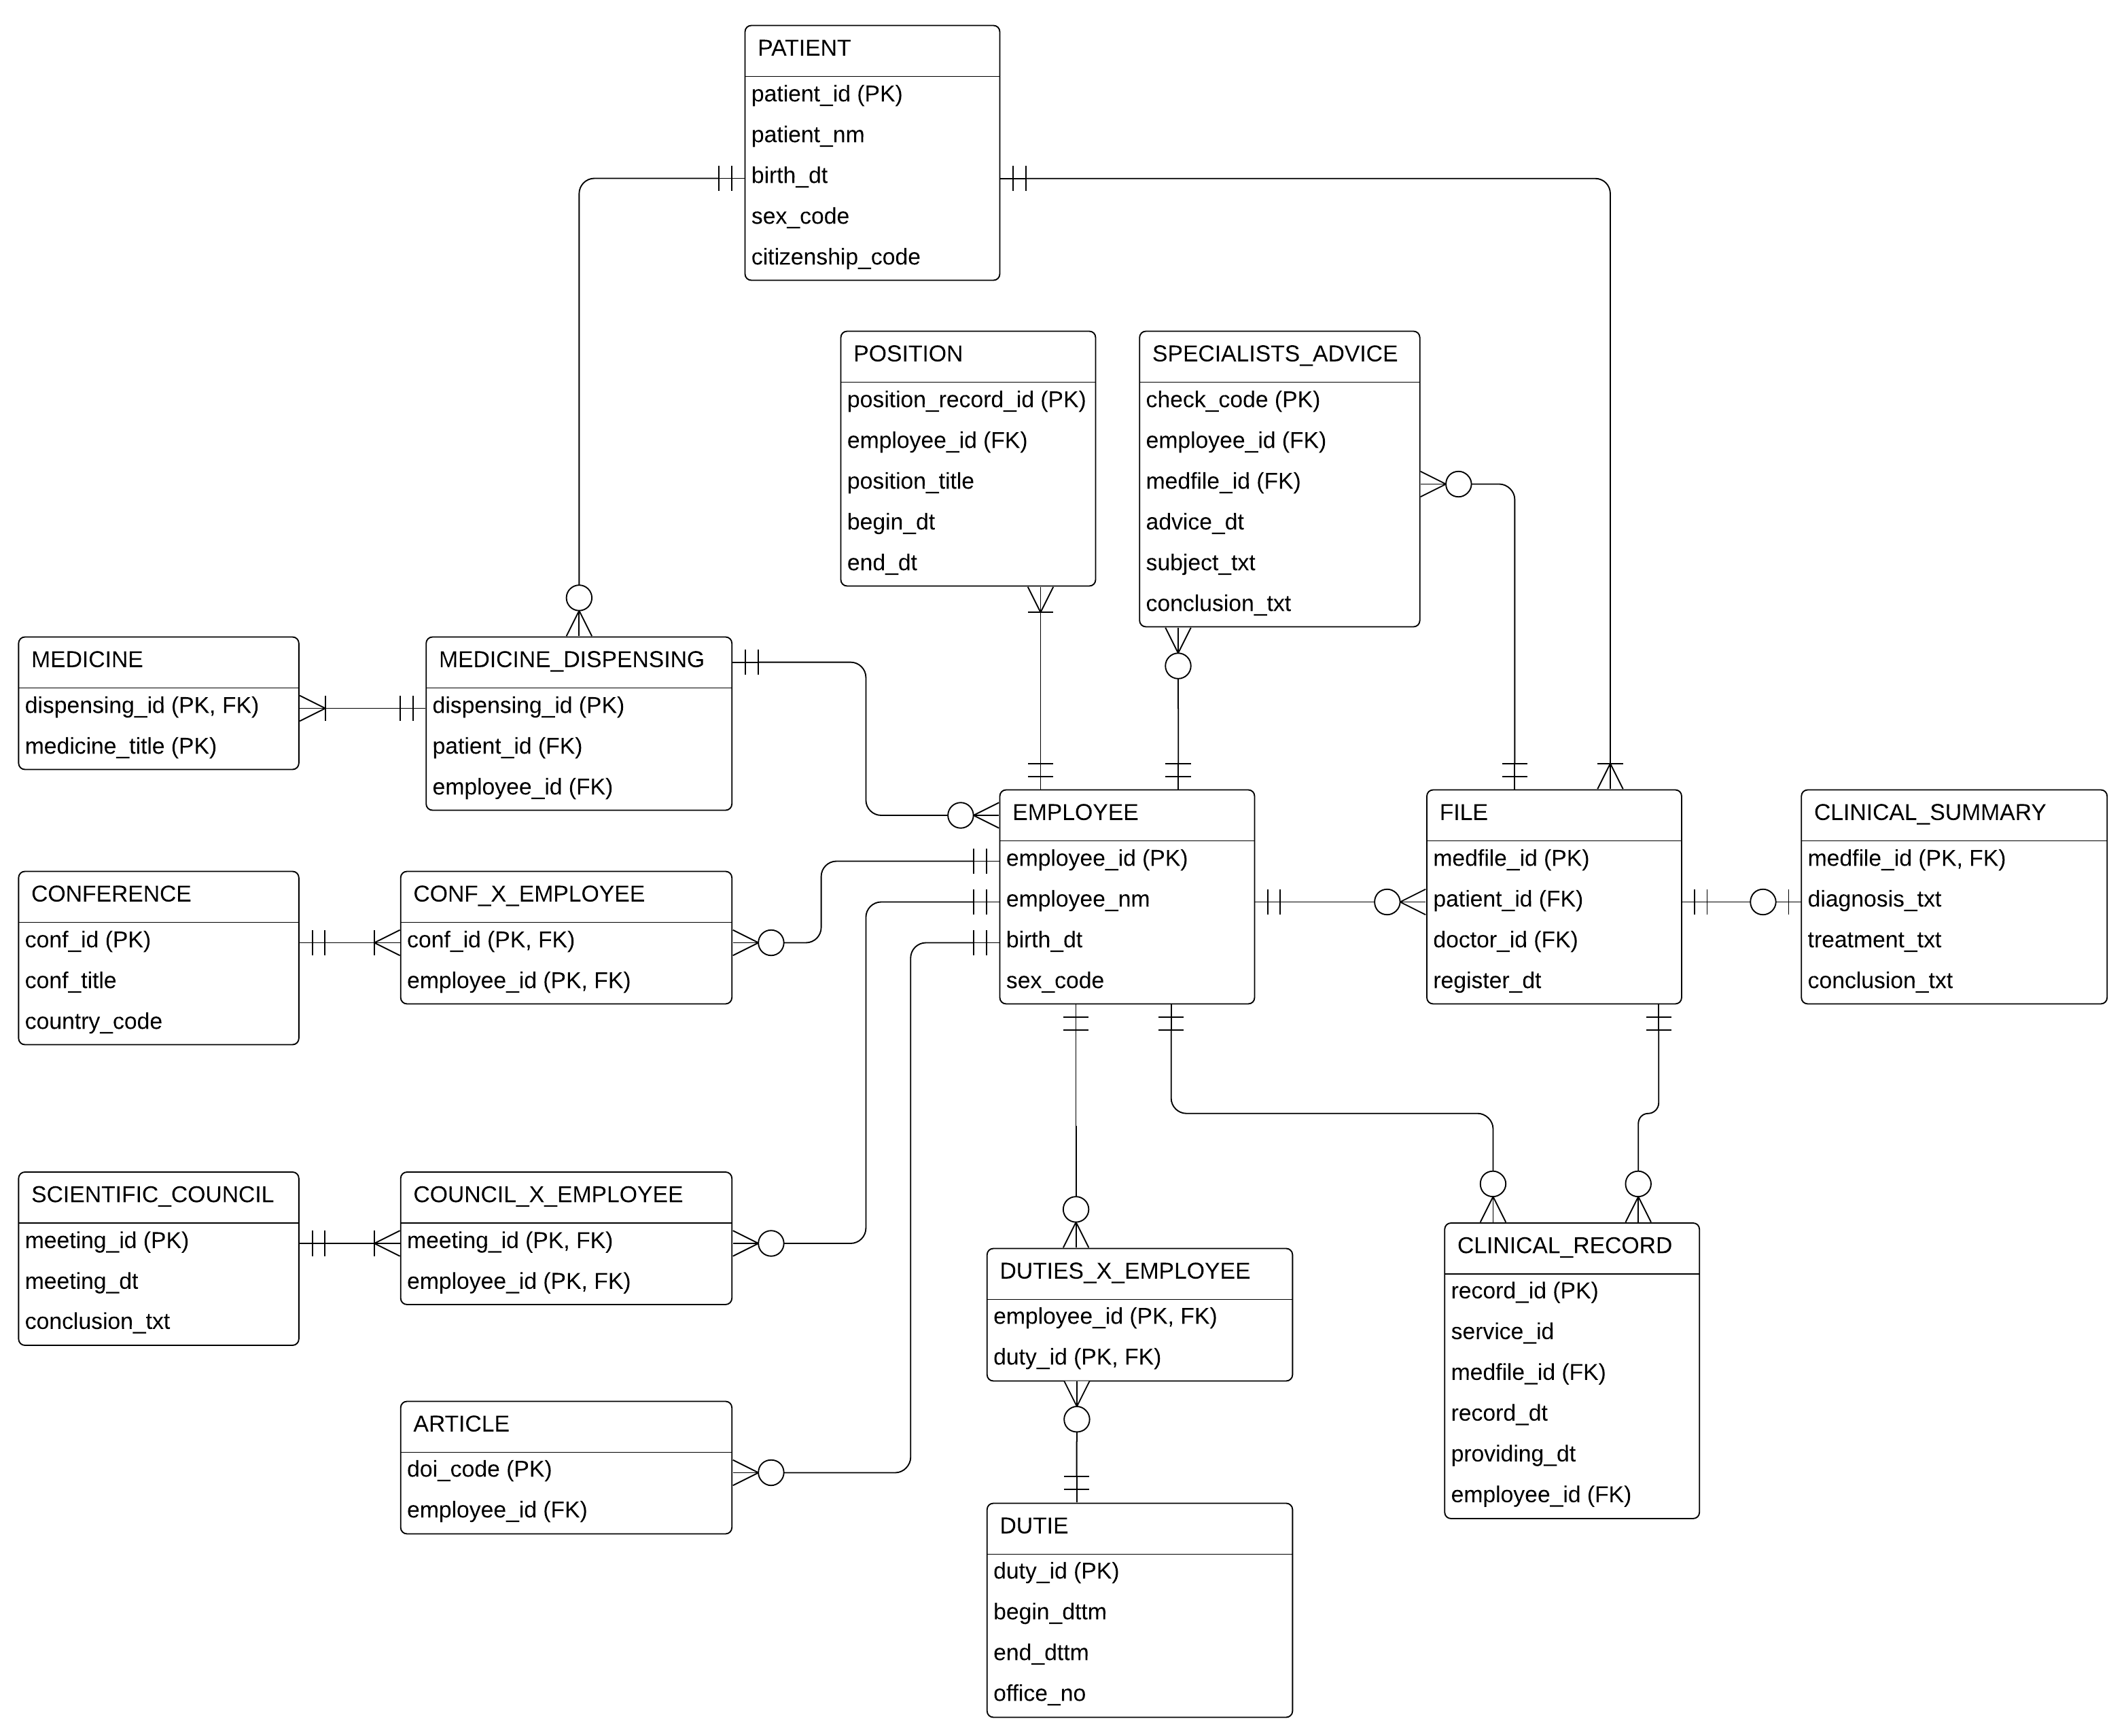 PATIENT
patient_id (PK)
patient_nm
birth_dt
sex_code
citizenship_code
POSITION
position_record_id (PK)
employee_id (FK)
position_title
begin_dt
end_dt
SPECIALISTS_ADVICE
check_code (PK)
employee_id (FK)
medfile_id (FK)
advice_dt
subject_txt
conclusion_txt
MEDICINE
dispensing_id (PK, FK)
medicine_title (PK)
MEDICINE_DISPENSING
dispensing_id (PK)
patient_id (FK)
employee_id (FK)
EMPLOYEE
employee_id (PK)
employee_nm
birth_dt
sex_code
FILE
medfile_id (PK)
patient_id (FK)
doctor_id (FK)
register_dt
CLINICAL_SUMMARY
medfile_id (PK, FK)
diagnosis_txt
treatment_txt
conclusion_txt
CONFERENCE
conf_id (PK)
conf_title
country_code
CONF_X_EMPLOYEE
conf_id (PK, FK)
employee_id (PK, FK)
SCIENTIFIC_COUNCIL
meeting_id (PK)
meeting_dt
conclusion_txt
COUNCIL_X_EMPLOYEE
meeting_id (PK, FK)
employee_id (PK, FK)
DUTIES_X_EMPLOYEE
employee_id (PK, FK)
duty_id (PK, FK)
CLINICAL_RECORD
record_id (PK)
service_id
medfile_id (FK)
record_dt
providing_dt
employee_id (FK)
ARTICLE
doi_code (PK)
employee_id (FK)
DUTIE
duty_id (PK)
begin_dttm
end_dttm
office_no